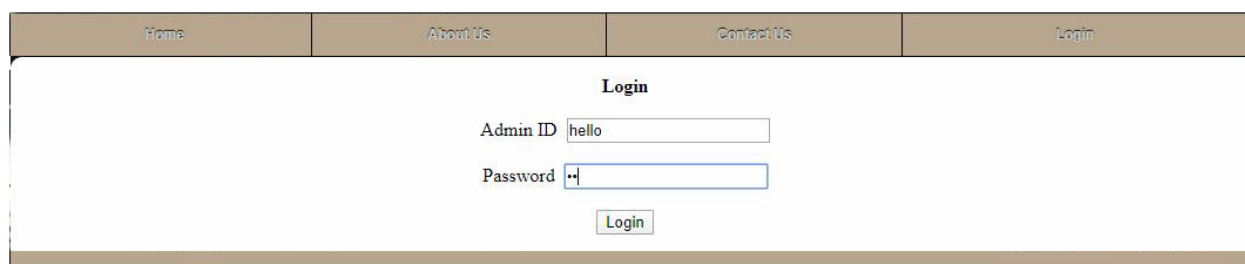 Home About Us Contact Us Login
Login
Admin ID hello
Password ••
Login